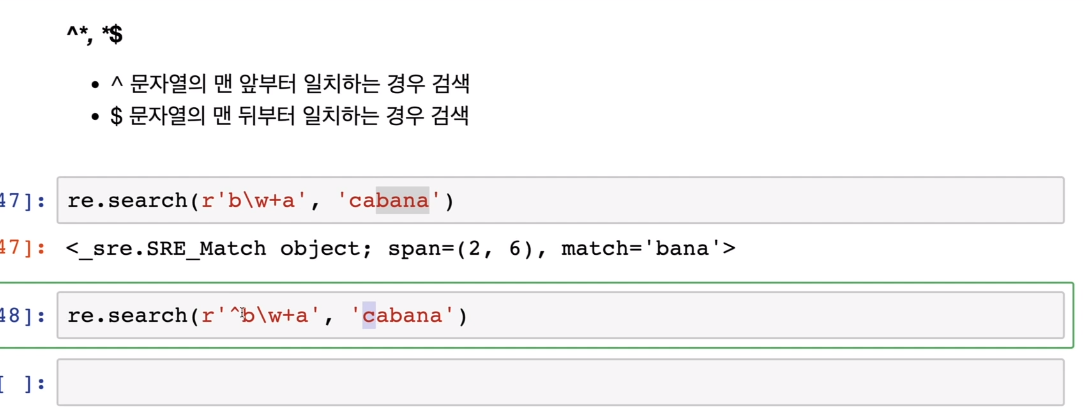 ^*, *$
• ^ 문자열의 맨 앞부터 일치하는 경우 검색
• $ 문자열의 맨 뒤부터 일치하는 경우 검색
47]: re.search(r'b\w+a', 'cabana')
47]: <_sre.SRE_Match object; span=(2, 6), match='bana'>
48]: re.search(r'^b\w+a', 'cabana')
[ ]: